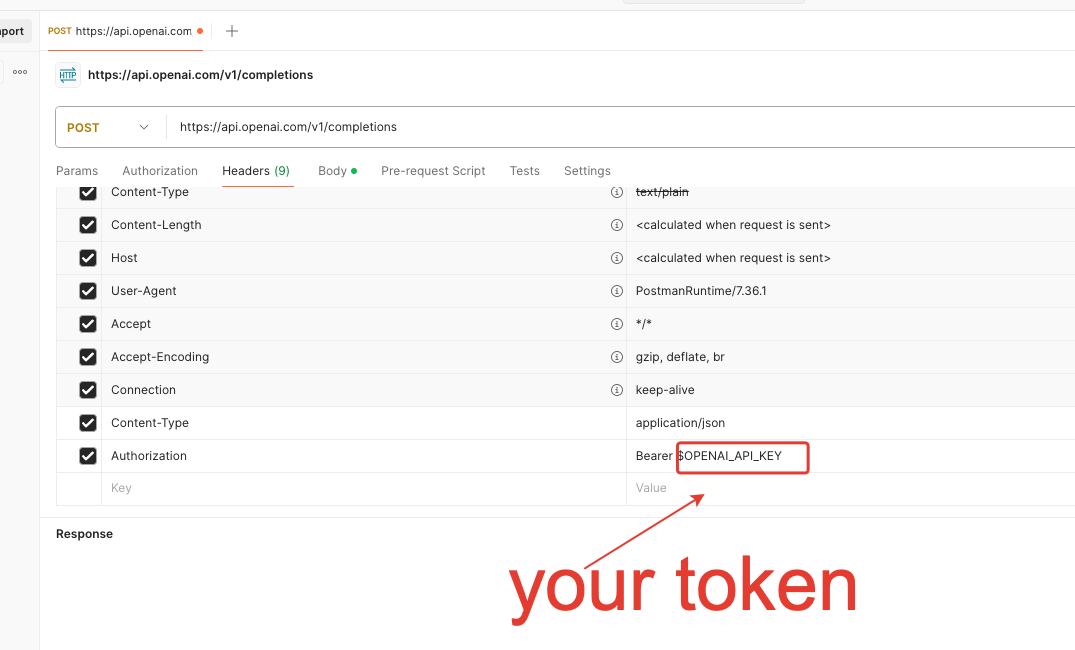 port
POST https://api.openai.com
HTTP https://api.openai.com/v1/completions
POST https://api.openai.com/v1/completions
Params Authorization Headers (9) Body Pre-request Script Tests Settings
Content-Type text/plain
Content-Length <calculated when request is sent>
Host <calculated when request is sent>
User-Agent PostmanRuntime/7.36.1
Accept */*
Accept-Encoding gzip, deflate, br
Connection keep-alive
Content-Type application/json
Authorization Bearer $OPENAI_API_KEY
Key Value
Response
your token